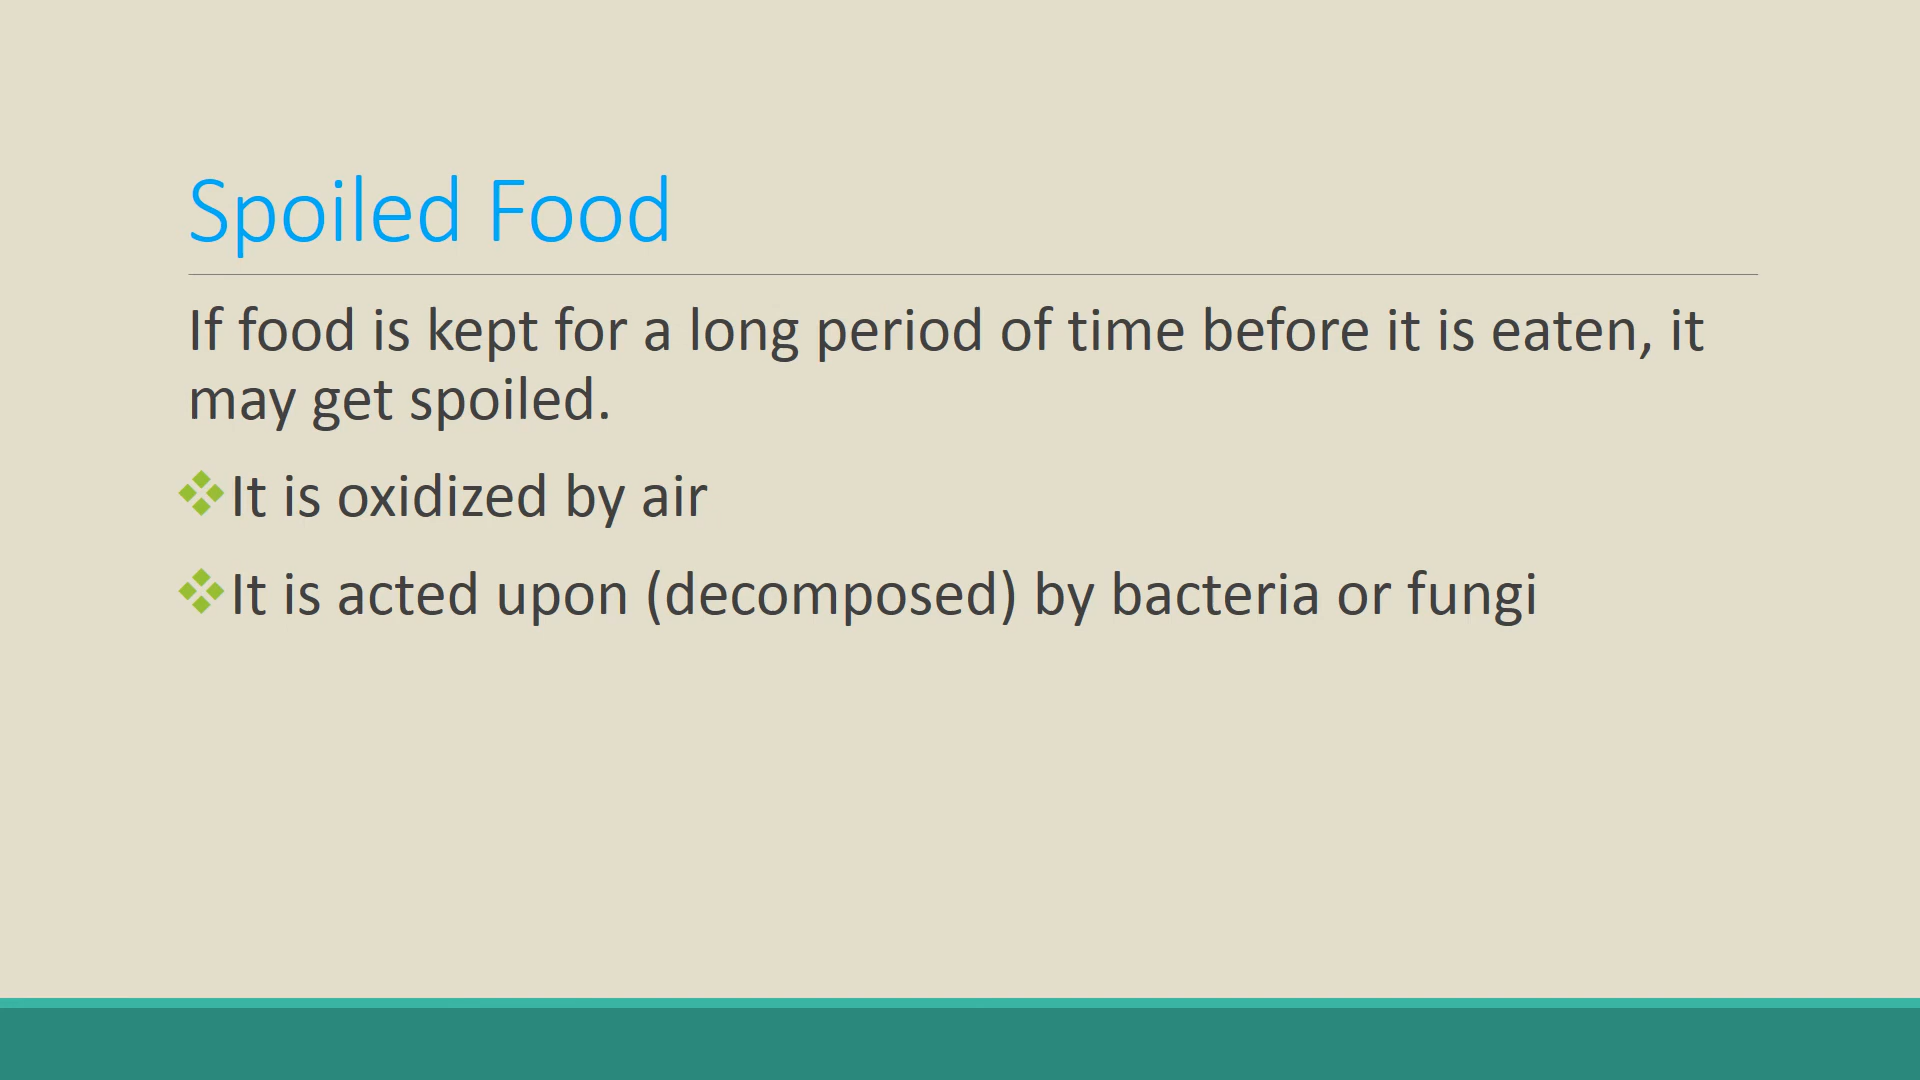 Spoiled Food
If food is kept for a long period of time before it is eaten, it
may get spoiled.
❖It is oxidized by air
❖It is acted upon (decomposed) by bacteria or fungi